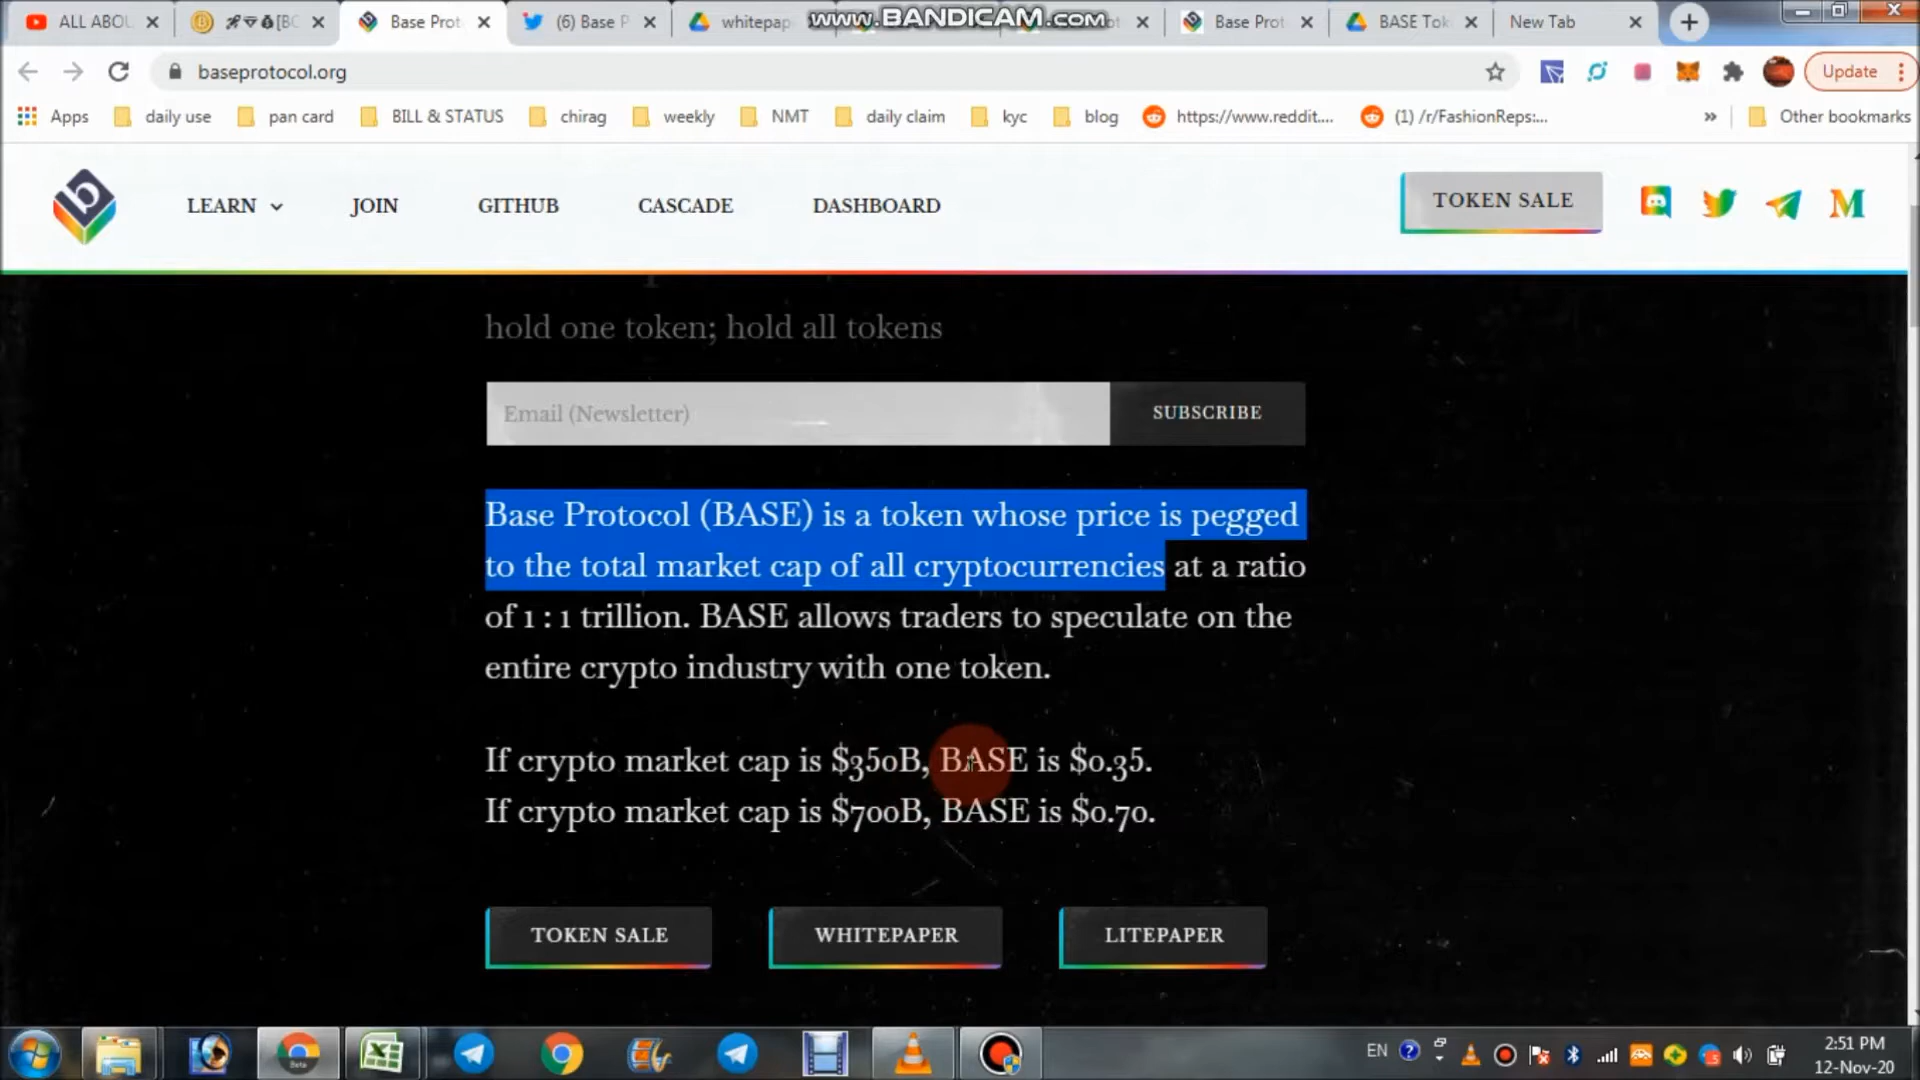 ALL ABOU
[BC
Base Prot
(6) Base P
whitepap
www.BANDICAM.com
Base Prot
BASE Tok
New Tab
baseprotocol.org
Update
Apps
daily use
pan card
BILL & STATUS
chirag
weekly
NMT
daily claim
kyc
blog
https://www.reddit....
(1) /r/FashionReps:...
»
Other bookmarks
LEARN
JOIN
GITHUB
CASCADE
DASHBOARD
TOKEN SALE
hold one token; hold all tokens
Email (Newsletter)
SUBSCRIBE
Base Protocol (BASE) is a token whose price is pegged
to the total market cap of all cryptocurrencies at a ratio
of 1 : 1 trillion. BASE allows traders to speculate on the
entire crypto industry with one token.
If crypto market cap is $350B, BASE is $0.35.
If crypto market cap is $700B, BASE is $0.70.
TOKEN SALE
WHITEPAPER
LITEPAPER
Beta
EN
2:51 PM
12-Nov-20